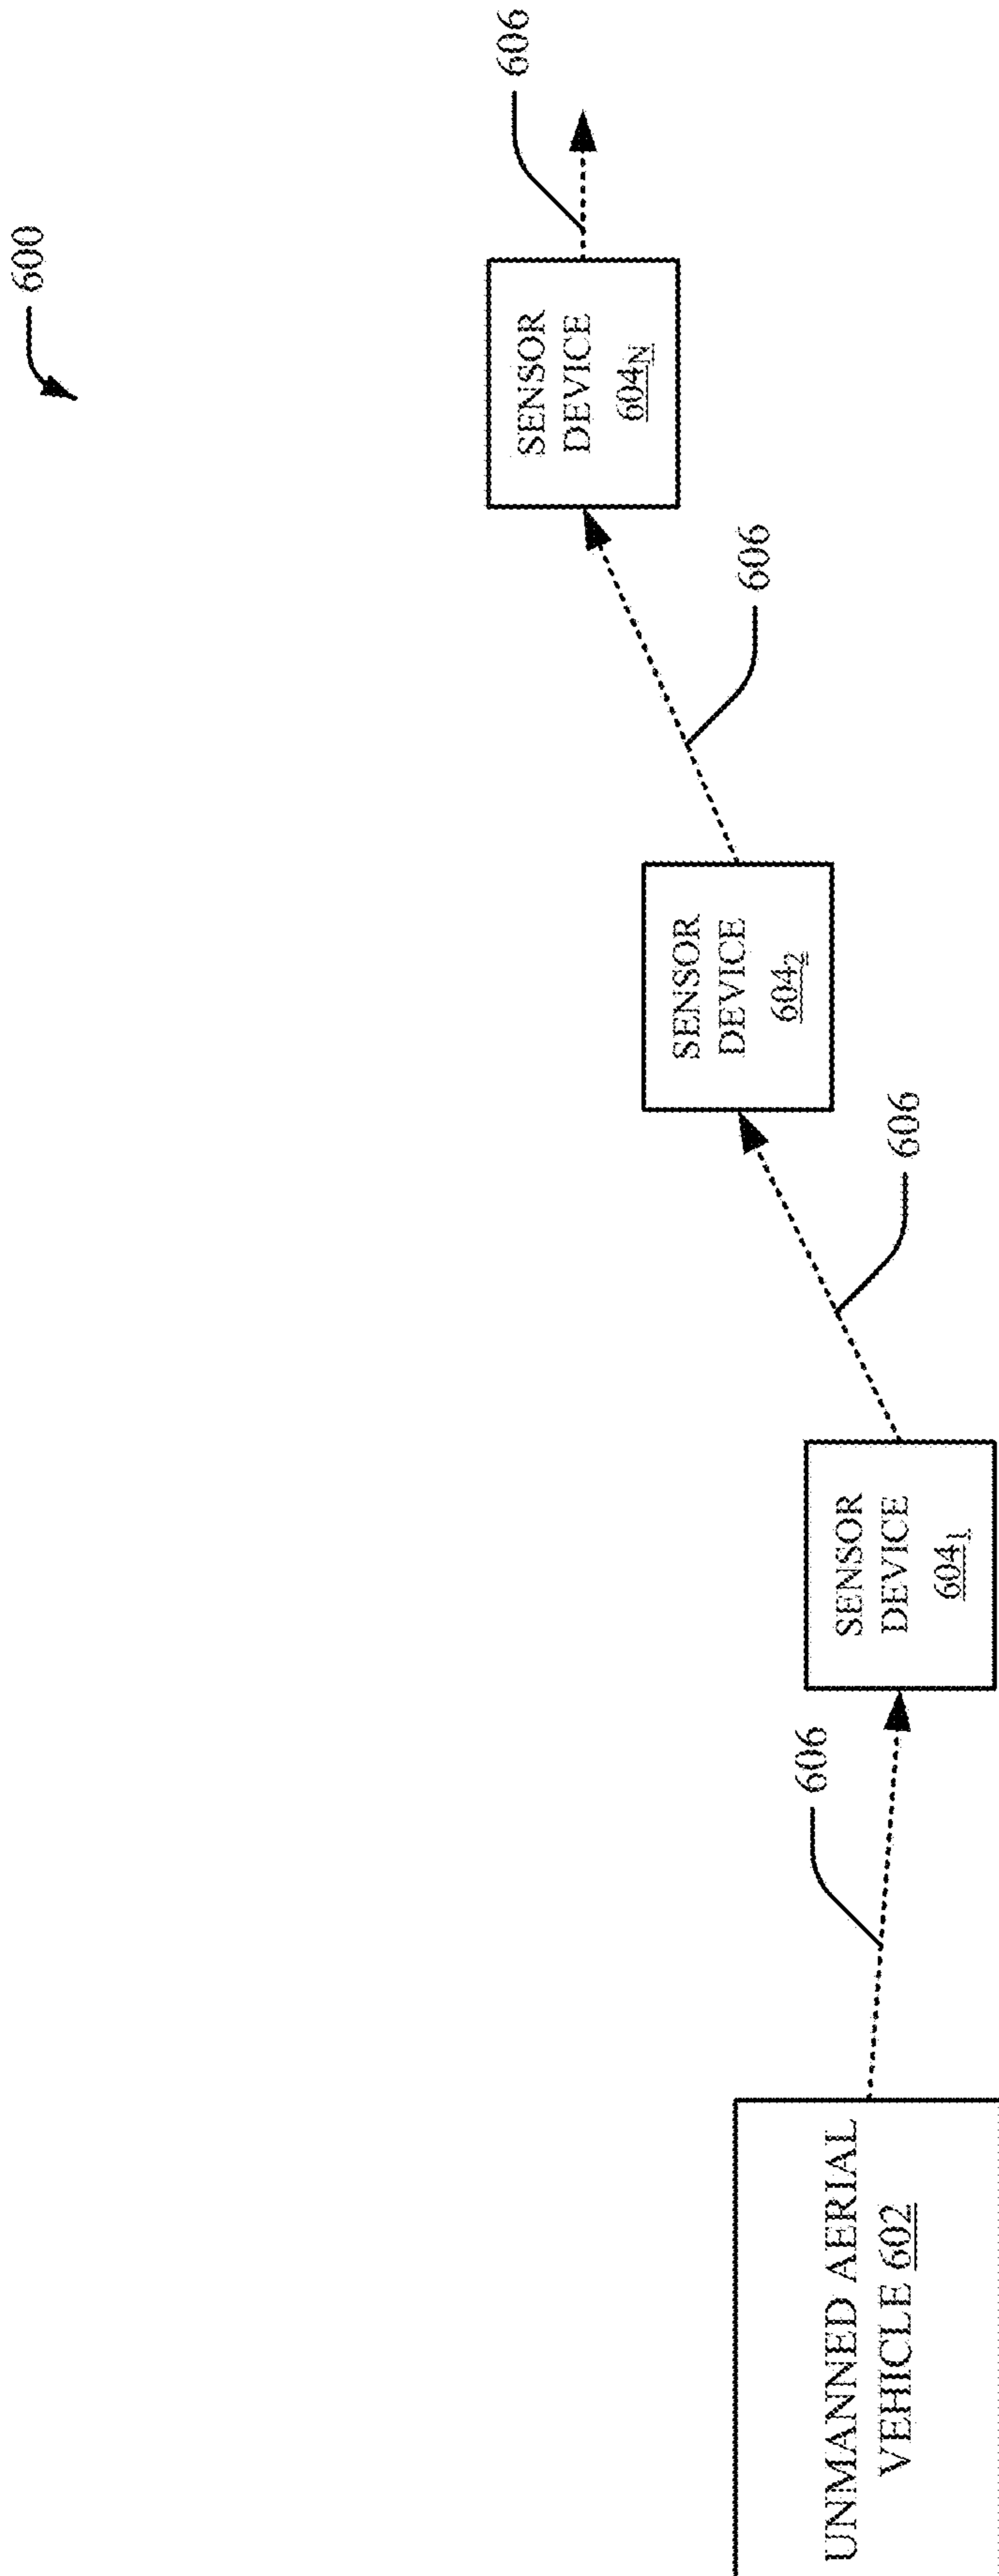 600
UNMANNED AERIAL
VEHICLE 602
606
SENSOR
DEVICE
604₁
606
SENSOR
DEVICE
604₂
606
SENSOR
DEVICE
604N
606